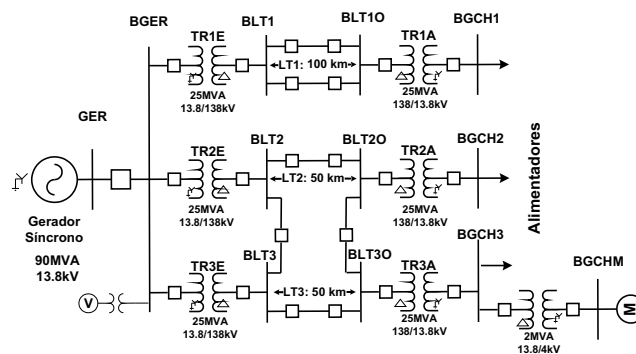 BGER
TR1E
BLT1
BLT1O
TR1A
BGCH1
LT1: 100 km
25MVA
13.8/138kV
25MVA
138/13.8kV
GER
TR2E
BLT2
BLT2O
TR2A
BGCH2
LT2: 50 km
25MVA
13.8/138kV
25MVA
138/13.8kV
Alimentadores
Gerador
Síncrono
90MVA
13.8kV
TR3E
BLT3
BLT3O
TR3A
BGCH3
BGCHM
LT3: 50 km
V
M
25MVA
13.8/138kV
25MVA
138/13.8kV
2MVA
13.8/4kV